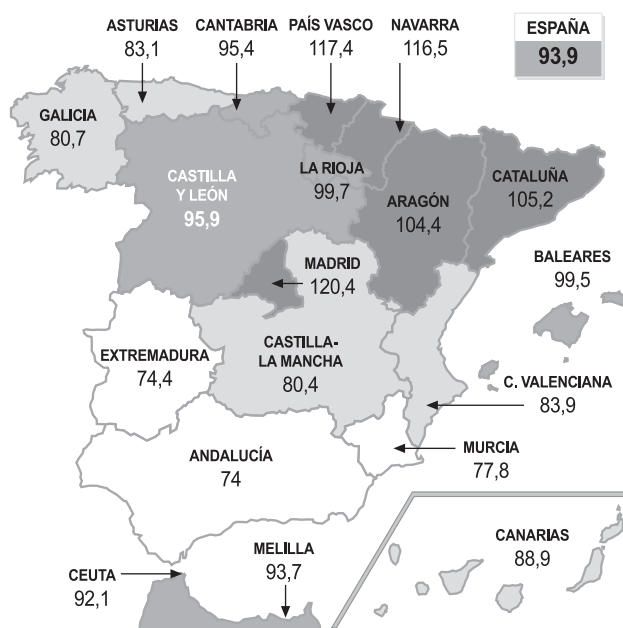 ASTURIAS
83,1
CANTABRIA
95,4
PAÍS VASCO
117,4
NAVARRA
116,5
ESPAÑA
93,9
GALICIA
80,7
CASTILLA
Y LEÓN
95,9
LA RIOJA
99,7
ARAGÓN
104,4
CATALUÑA
105,2
MADRID
120,4
BALEARES
99,5
EXTREMADURA
74,4
CASTILLA-
LA MANCHA
80,4
C. VALENCIANA
83,9
ANDALUCÍA
74
MURCIA
77,8
CANARIAS
88,9
CEUTA
92,1
MELILLA
93,7